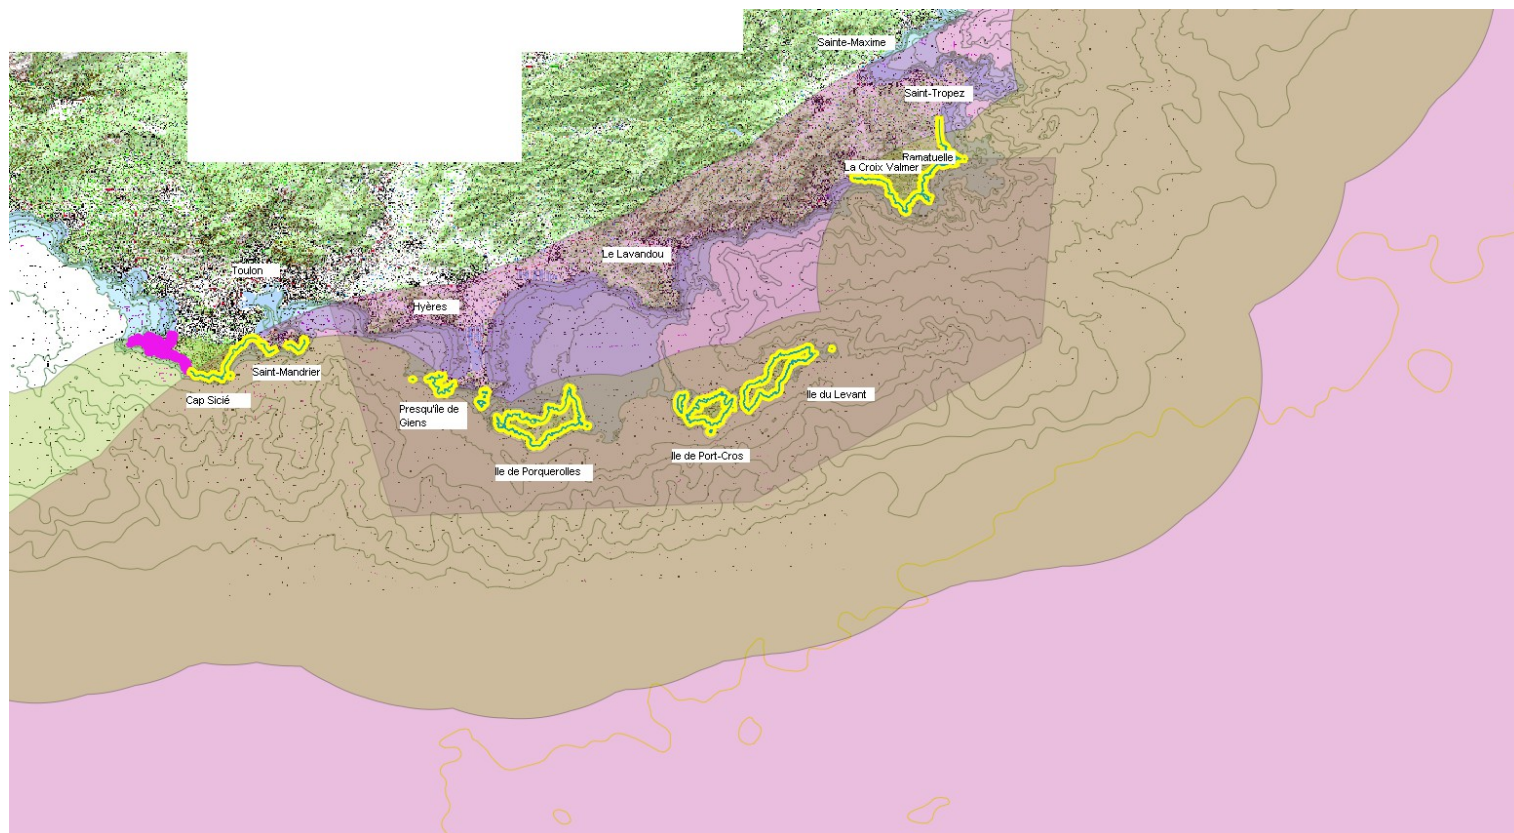 Sainte-Maxime
Saint-Tropez
Ramatuelle
La Croix Valmer
Le Lavandou
Toulon
Hyères
Saint-Mandrier
Cap Sicié
Presqu'île de
Giens
Ile du Levant
Ile de Port-Cros
Ile de Porquerolles